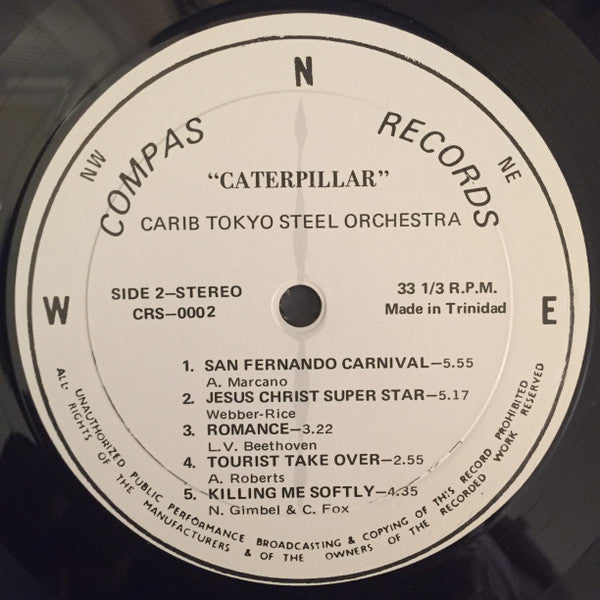 N
NW
NE
COMPAS RECORDS
"CATERPILLAR"
CARIB TOKYO STEEL ORCHESTRA
SIDE 2–STEREO
CRS–0002
33 1/3 R.P.M.
Made in Trinidad
W
E
1. SAN FERNANDO CARNIVAL–5.55
A. Marcano
2. JESUS CHRIST SUPER STAR–5.17
Webber-Rice
3. ROMANCE–3.22
L.V. Beethoven
4. TOURIST TAKE OVER–2.55
A. Roberts
5. KILLING ME SOFTLY–4.35
N. Gimbel & C. Fox
UNAUTHORIZED PUBLIC PERFORMANCE BROADCASTING & COPYING OF THIS RECORD PROHIBITED
ALL RIGHTS OF THE MANUFACTURERS & OF THE OWNERS OF THE RECORDED WORK RESERVED